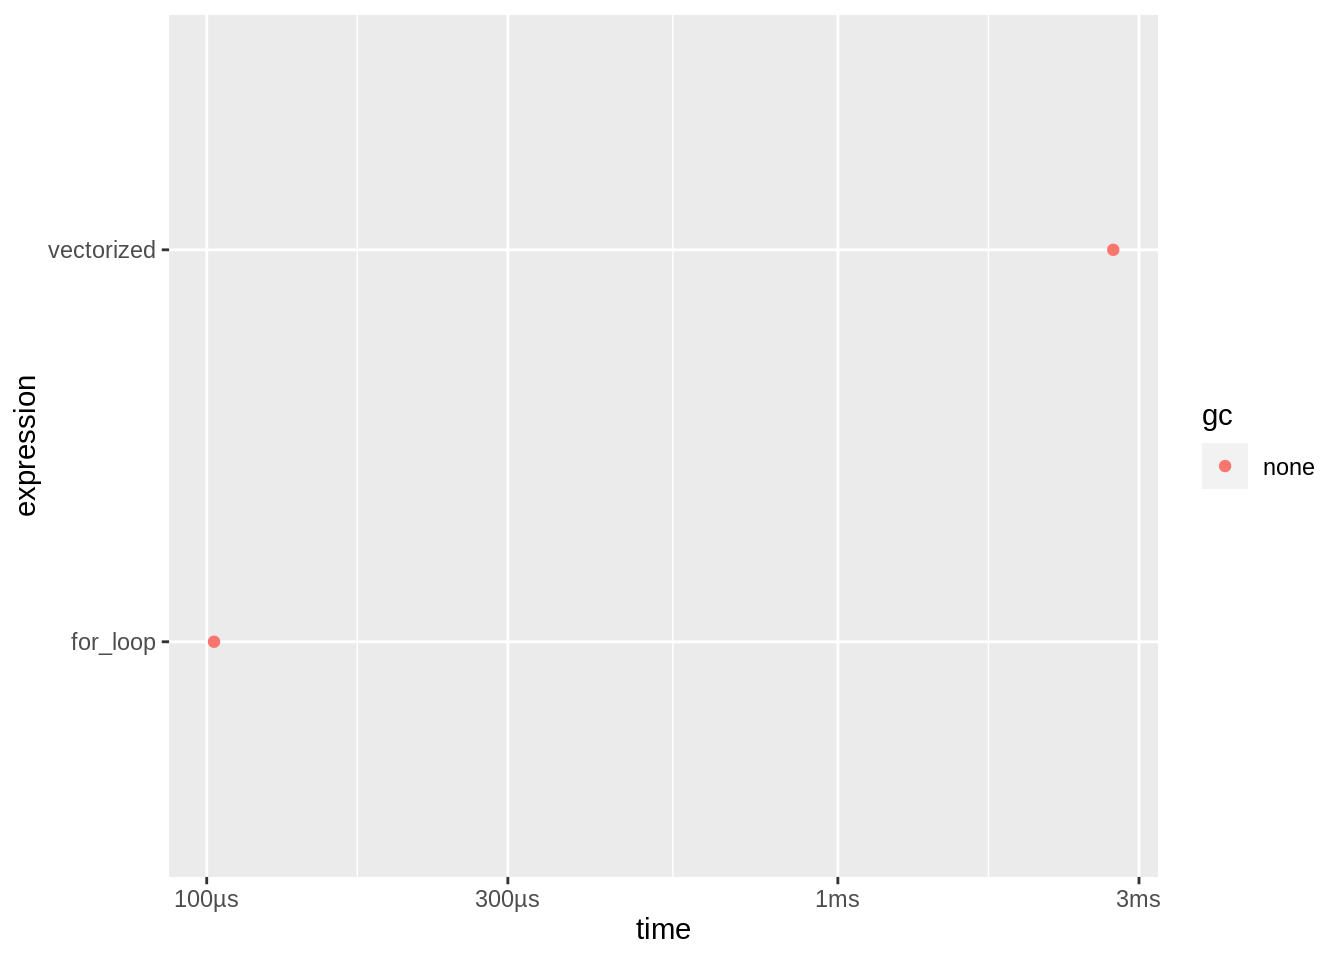 vectorized
expression
for_loop
gc
none
100µs 300µs 1ms 3ms
time